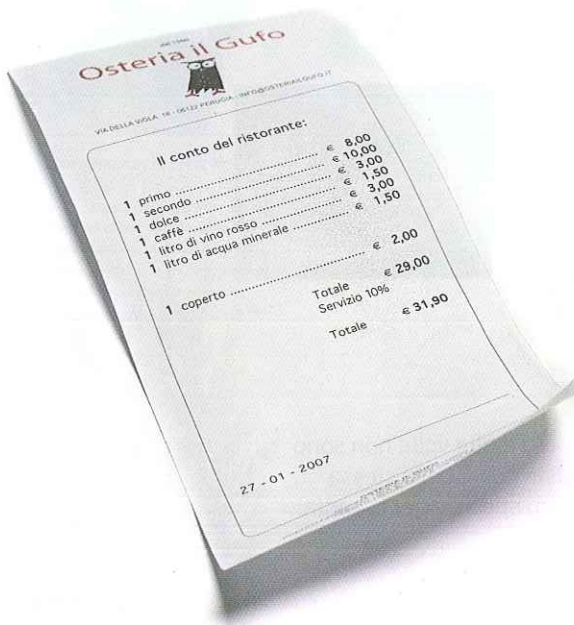 Osteria il Gufo
VIA DELLA VIOLA 18 - 06122 PERUGIA - INFO@OSTERIAILGUFO.IT
Il conto del ristorante:
1 primo ........................................ € 8,00
1 secondo .................................... € 10,00
1 dolce ........................................ € 3,00
1 caffè ......................................... € 1,50
1 litro di vino rosso ..................... € 3,00
1 litro di acqua minerale .............. € 1,50
1 coperto ..................................... € 2,00
Totale € 29,00
Servizio 10%
Totale € 31,90
27 - 01 - 2007